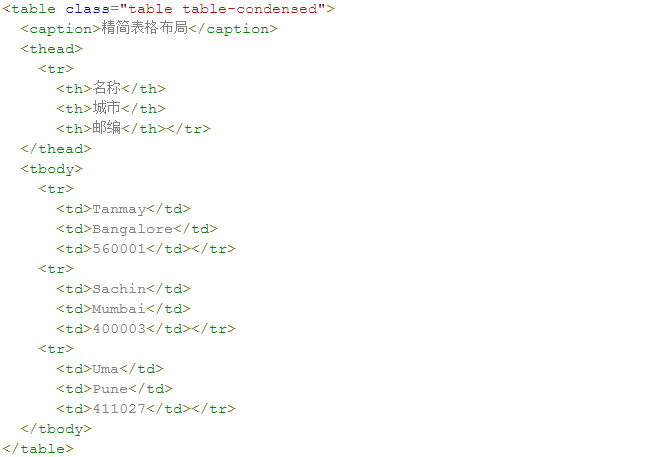 <table class="table table-condensed">
  <caption>精简表格布局</caption>
  <thead>
    <tr>
      <th>名称</th>
      <th>城市</th>
      <th>邮编</th></tr>
  </thead>
  <tbody>
    <tr>
      <td>Tanmay</td>
      <td>Bangalore</td>
      <td>560001</td></tr>
    <tr>
      <td>Sachin</td>
      <td>Mumbai</td>
      <td>400003</td></tr>
    <tr>
      <td>Uma</td>
      <td>Pune</td>
      <td>411027</td></tr>
  </tbody>
</table>